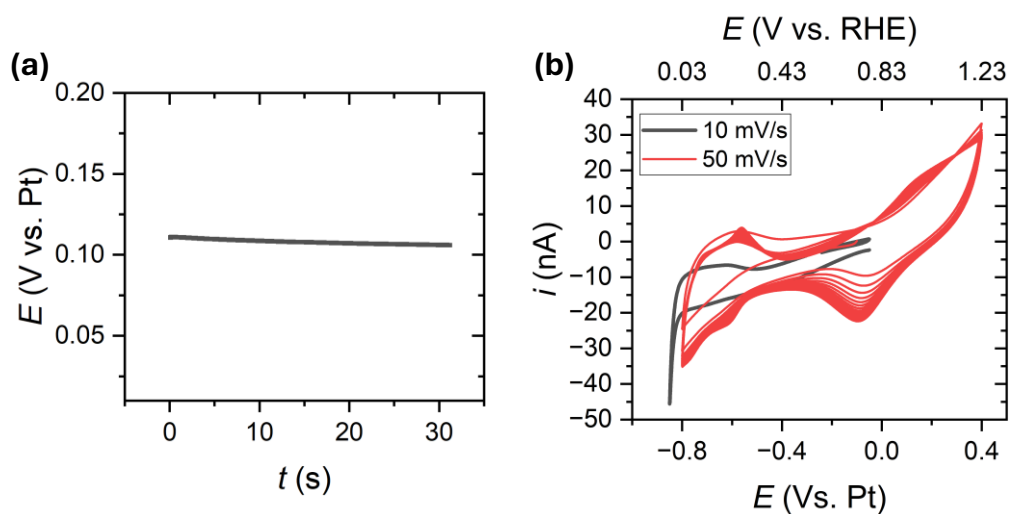 (a)
E (V vs. Pt)
0.20
0.15
0.10
0.05
0 10 20 30
t (s)
(b)
E (V vs. RHE)
0.03 0.43 0.83 1.23
10 mV/s
50 mV/s
i (nA)
40
30
20
10
0
−10
−20
−30
−40
−50
−0.8 −0.4 0.0 0.4
E (Vs. Pt)